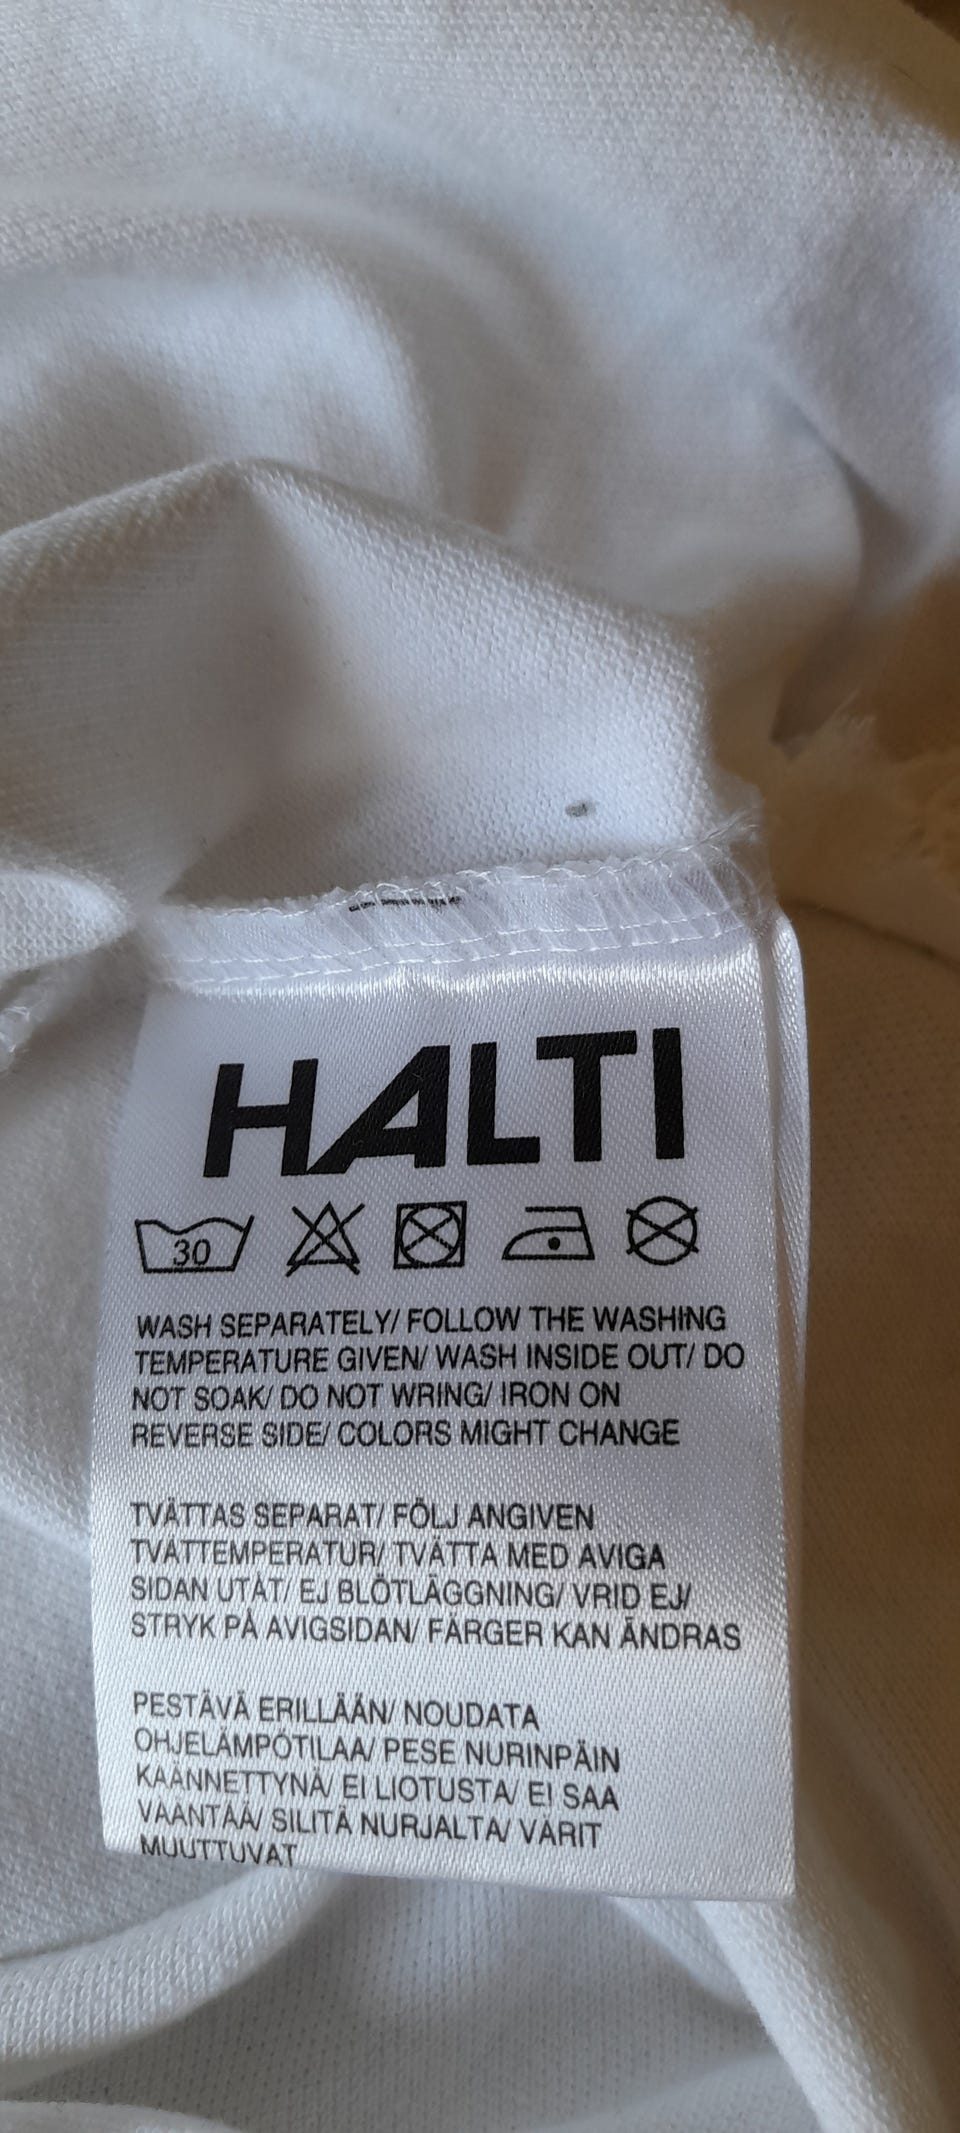 HALTI
30
WASH SEPARATELY/ FOLLOW THE WASHING
TEMPERATURE GIVEN/ WASH INSIDE OUT/ DO
NOT SOAK/ DO NOT WRING/ IRON ON
REVERSE SIDE/ COLORS MIGHT CHANGE
TVÄTTAS SEPARAT/ FÖLJ ANGIVEN
TVÄTTEMPERATUR/ TVÄTTA MED AVIGA
SIDAN UTÅT/ EJ BLÖTLÄGGNING/ VRID EJ/
STRYK PÅ AVIGSIDAN/ FÄRGER KAN ÄNDRAS
PESTÄVÄ ERILLÄÄN/ NOUDATA
OHJELÄMPÖTILAA/ PESE NURINPÄIN
KÄÄNNETTYNÄ/ EI LIOTUSTA/ EI SAA
VÄÄNTÄÄ/ SILITÄ NURJALTA/ VÄRIT
MUUTTUVAT